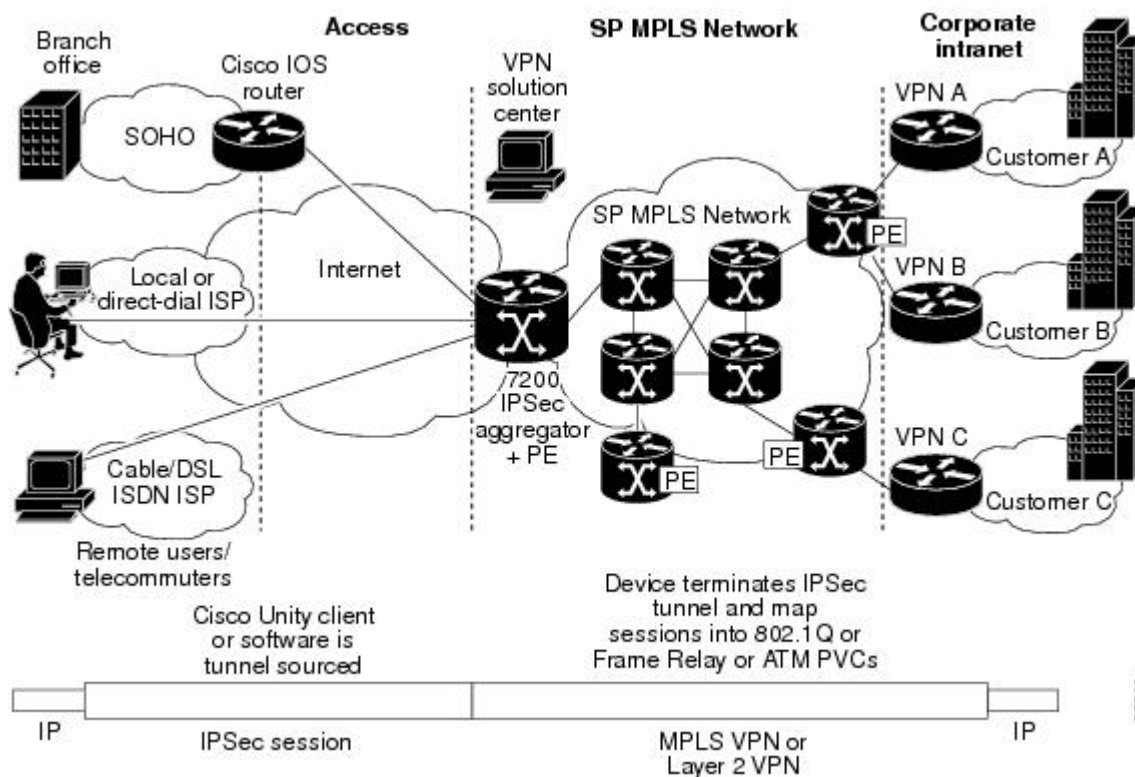 Access
SP MPLS Network
Corporate
intranet
Branch
office
Cisco IOS
router
SOHO
VPN
solution
center
VPN A
Customer A
SP MPLS Network
PE
Internet
Local or
direct-dial ISP
VPN B
Customer B
7200
IPSec
aggregator
+ PE
PE
PE
VPN C
Customer C
Cable/DSL
ISDN ISP
Remote users/
telecommuters
Cisco Unity client
or software is
tunnel sourced
Device terminates IPSec
tunnel and map
sessions into 802.1Q or
Frame Relay or ATM PVCs
IP
IPSec session
MPLS VPN or
Layer 2 VPN
IP